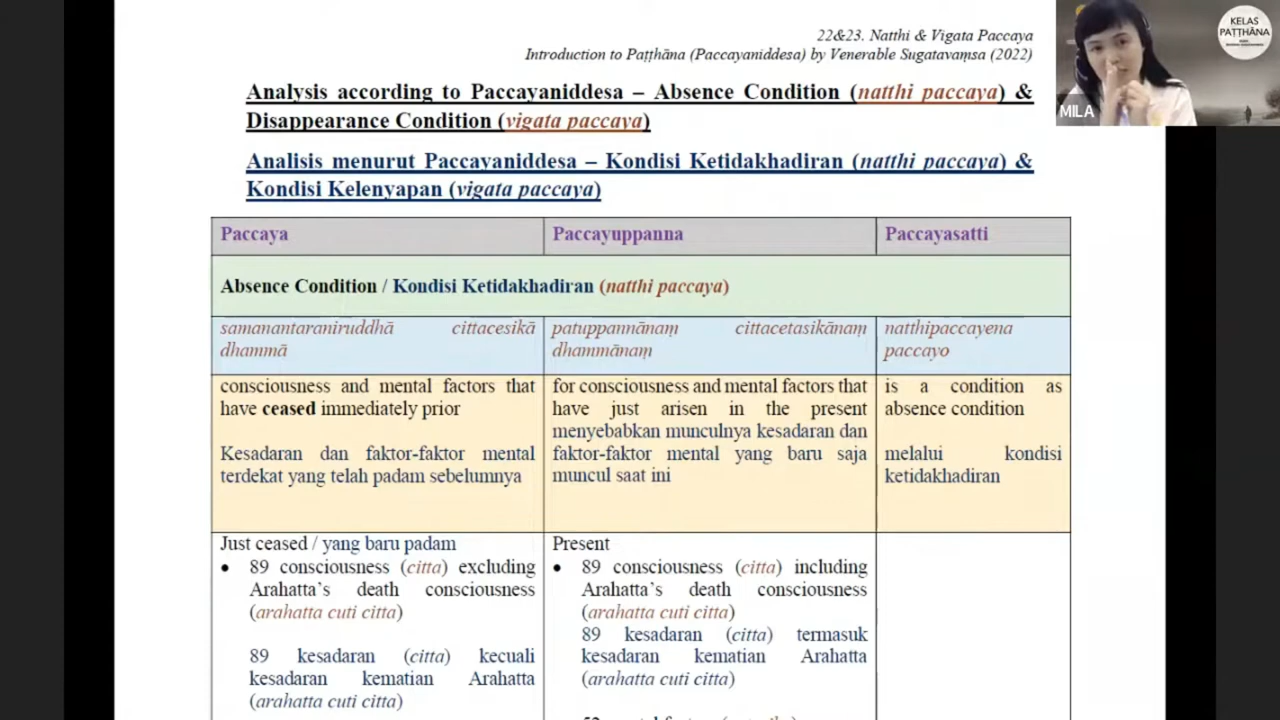 22&23. Natthi & Vigata Paccaya
Introduction to Paṭṭhāna (Paccayaniddesa) by Venerable Sugatavaṃsa (2022)
KELAS
PAṬṬHĀNA
MILA
Analysis according to Paccayaniddesa – Absence Condition (natthi paccaya) &
Disappearance Condition (vigata paccaya)
Analisis menurut Paccayaniddesa – Kondisi Ketidakhadiran (natthi paccaya) &
Kondisi Kelenyapan (vigata paccaya)
Paccaya
Paccayuppanna
Paccayasatti
Absence Condition / Kondisi Ketidakhadiran (natthi paccaya)
samanantaraniruddhā cittacesikā
dhammā
patuppannānaṃ cittacetasikānaṃ
dhammānaṃ
natthipaccayena
paccayo
consciousness and mental factors that
have ceased immediately prior
Kesadaran dan faktor-faktor mental
terdekat yang telah padam sebelumnya
for consciousness and mental factors that
have just arisen in the present
menyebabkan munculnya kesadaran dan
faktor-faktor mental yang baru saja
muncul saat ini
is a condition as
absence condition
melalui kondisi
ketidakhadiran
Just ceased / yang baru padam
• 89 consciousness (citta) excluding
Arahatta's death consciousness
(arahatta cuti citta)
89 kesadaran (citta) kecuali
kesadaran kematian Arahatta
(arahatta cuti citta)
Present
• 89 consciousness (citta) including
Arahatta's death consciousness
(arahatta cuti citta)
89 kesadaran (citta) termasuk
kesadaran kematian Arahatta
(arahatta cuti citta)